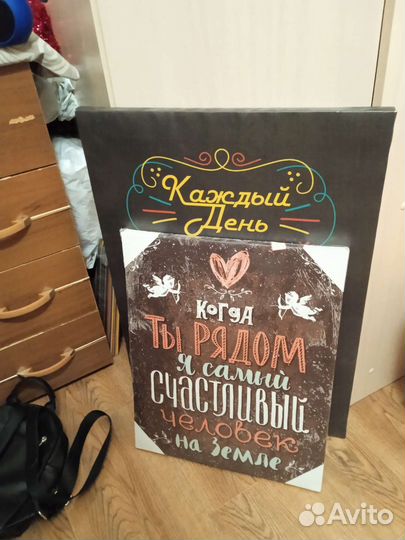 Каждый
День
КОГДА
ТЫ РЯДОМ
Я САМЫЙ
СЧАСТЛИВЫЙ
ЧЕЛОВЕК
НА ЗЕМЛЕ
Avito